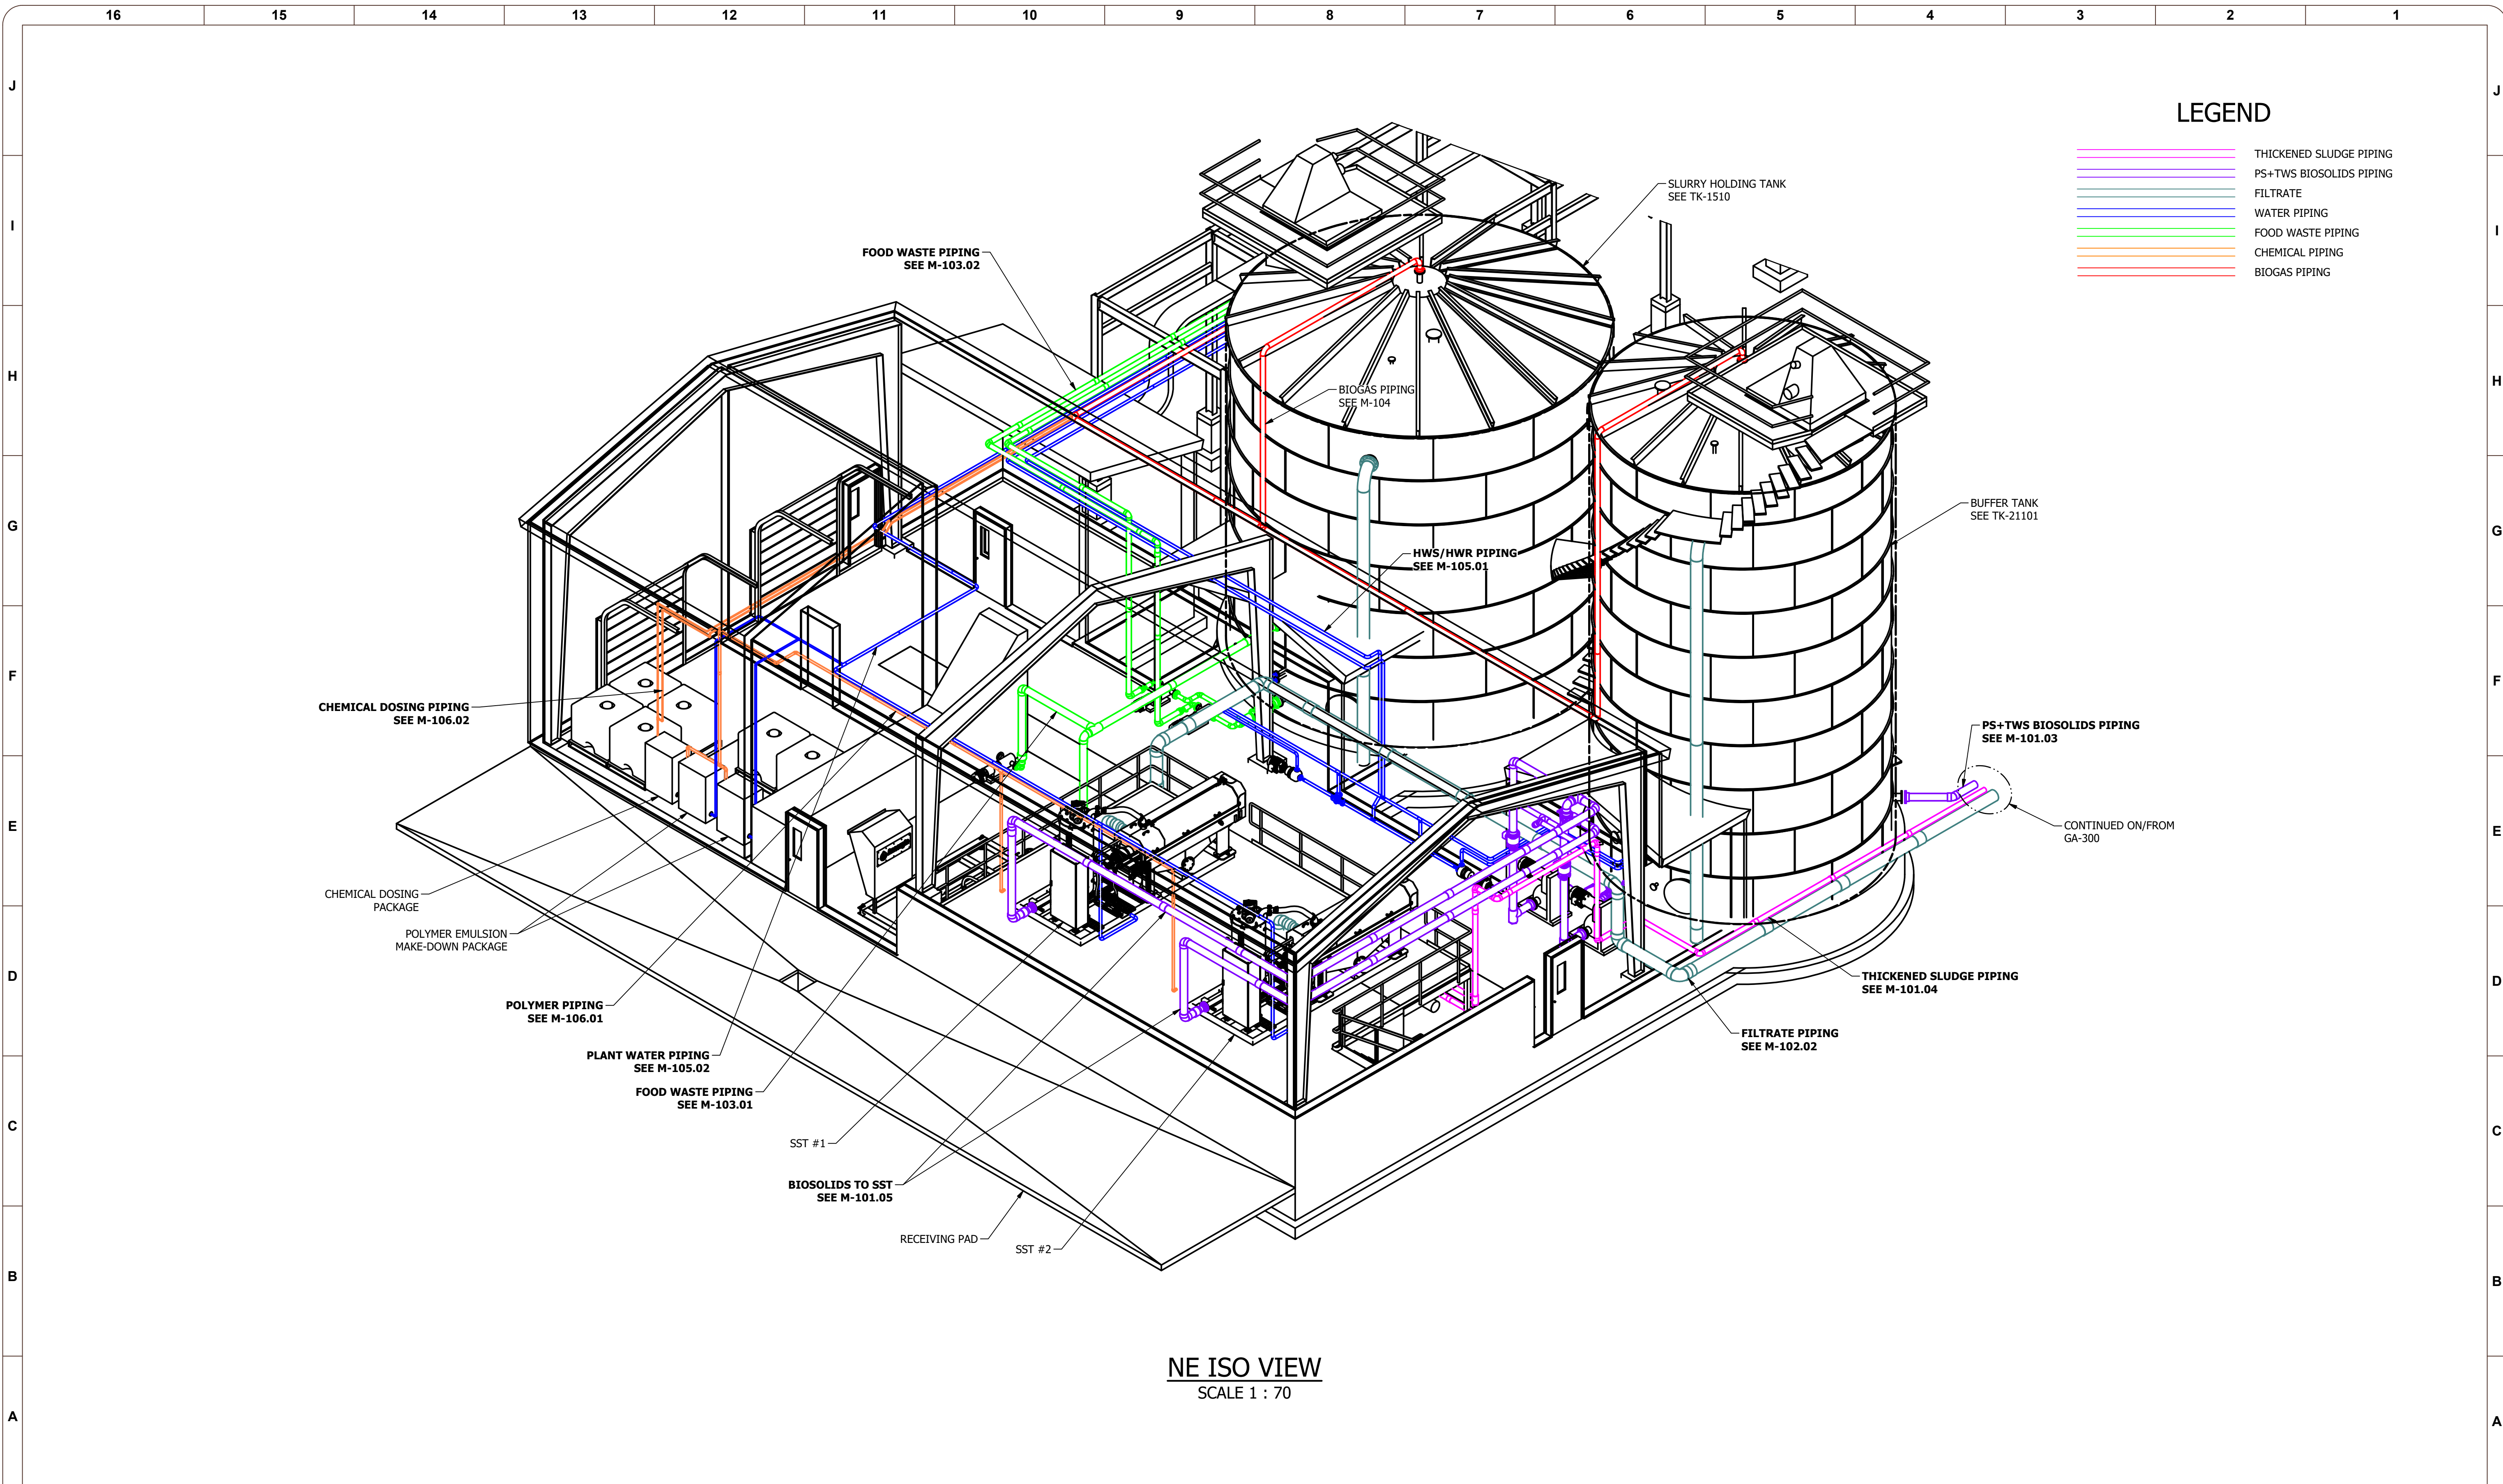 16 15 14 13 12 11 10 9 8 7 6 5 4 3 2 1
J J
LEGEND
THICKENED SLUDGE PIPING
PS+TWS BIOSOLIDS PIPING
FILTRATE
WATER PIPING
FOOD WASTE PIPING
CHEMICAL PIPING
BIOGAS PIPING
SLURRY HOLDING TANK
SEE TK-1510
I I
FOOD WASTE PIPING
SEE M-103.02
H H
BIOGAS PIPING
SEE M-104
BUFFER TANK
SEE TK-21101
G G
HWS/HWR PIPING
SEE M-105.01
F F
CHEMICAL DOSING PIPING
SEE M-106.02
PS+TWS BIOSOLIDS PIPING
SEE M-101.03
E E
CONTINUED ON/FROM
GA-300
CHEMICAL DOSING
PACKAGE
POLYMER EMULSION
MAKE-DOWN PACKAGE
D D
THICKENED SLUDGE PIPING
SEE M-101.04
POLYMER PIPING
SEE M-106.01
FILTRATE PIPING
SEE M-102.02
PLANT WATER PIPING
SEE M-105.02
FOOD WASTE PIPING
SEE M-103.01
C C
SST #1
BIOSOLIDS TO SST
SEE M-101.05
RECEIVING PAD
SST #2
B B
NE ISO VIEW
SCALE 1 : 70
A A